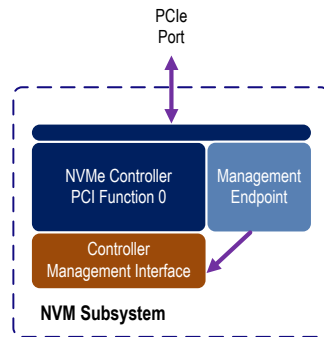 PCIe
Port
NVMe Controller
PCI Function 0
Management
Endpoint
Controller
Management Interface
NVM Subsystem